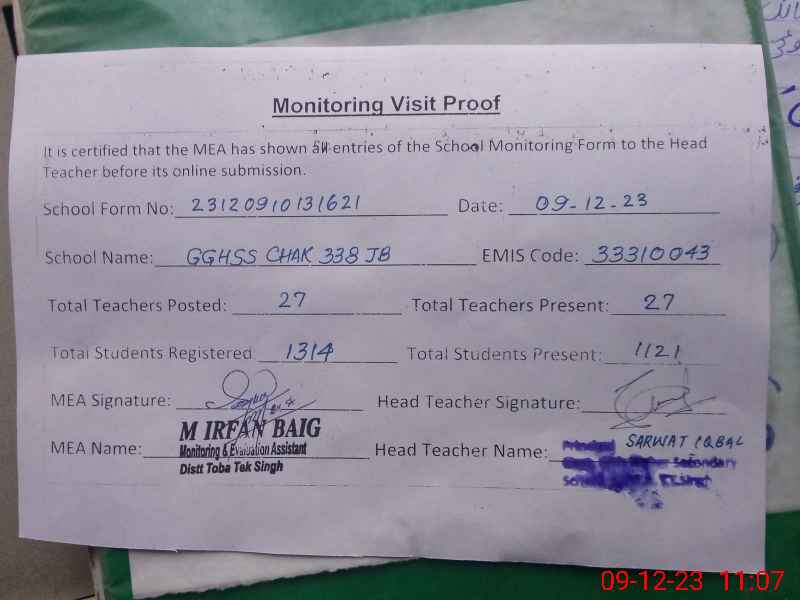 Monitoring Visit Proof
It is certified that the MEA has shown all entries of the School Monitoring Form to the Head
Teacher before its online submission.
School Form No: 23120910131621 Date: 09-12-23
School Name: GGHSS CHAK 338 JB EMIS Code: 33310043
Total Teachers Posted: 27 Total Teachers Present: 27
Total Students Registered 1314 Total Students Present: 1121
MEA Signature: Head Teacher Signature:
MEA Name: M IRFAN BAIG Head Teacher Name: SARWAT IQBAL
Monitoring & Evaluation Assistant Principal
Distt Toba Tek Singh Secondary
09-12-23 11:07